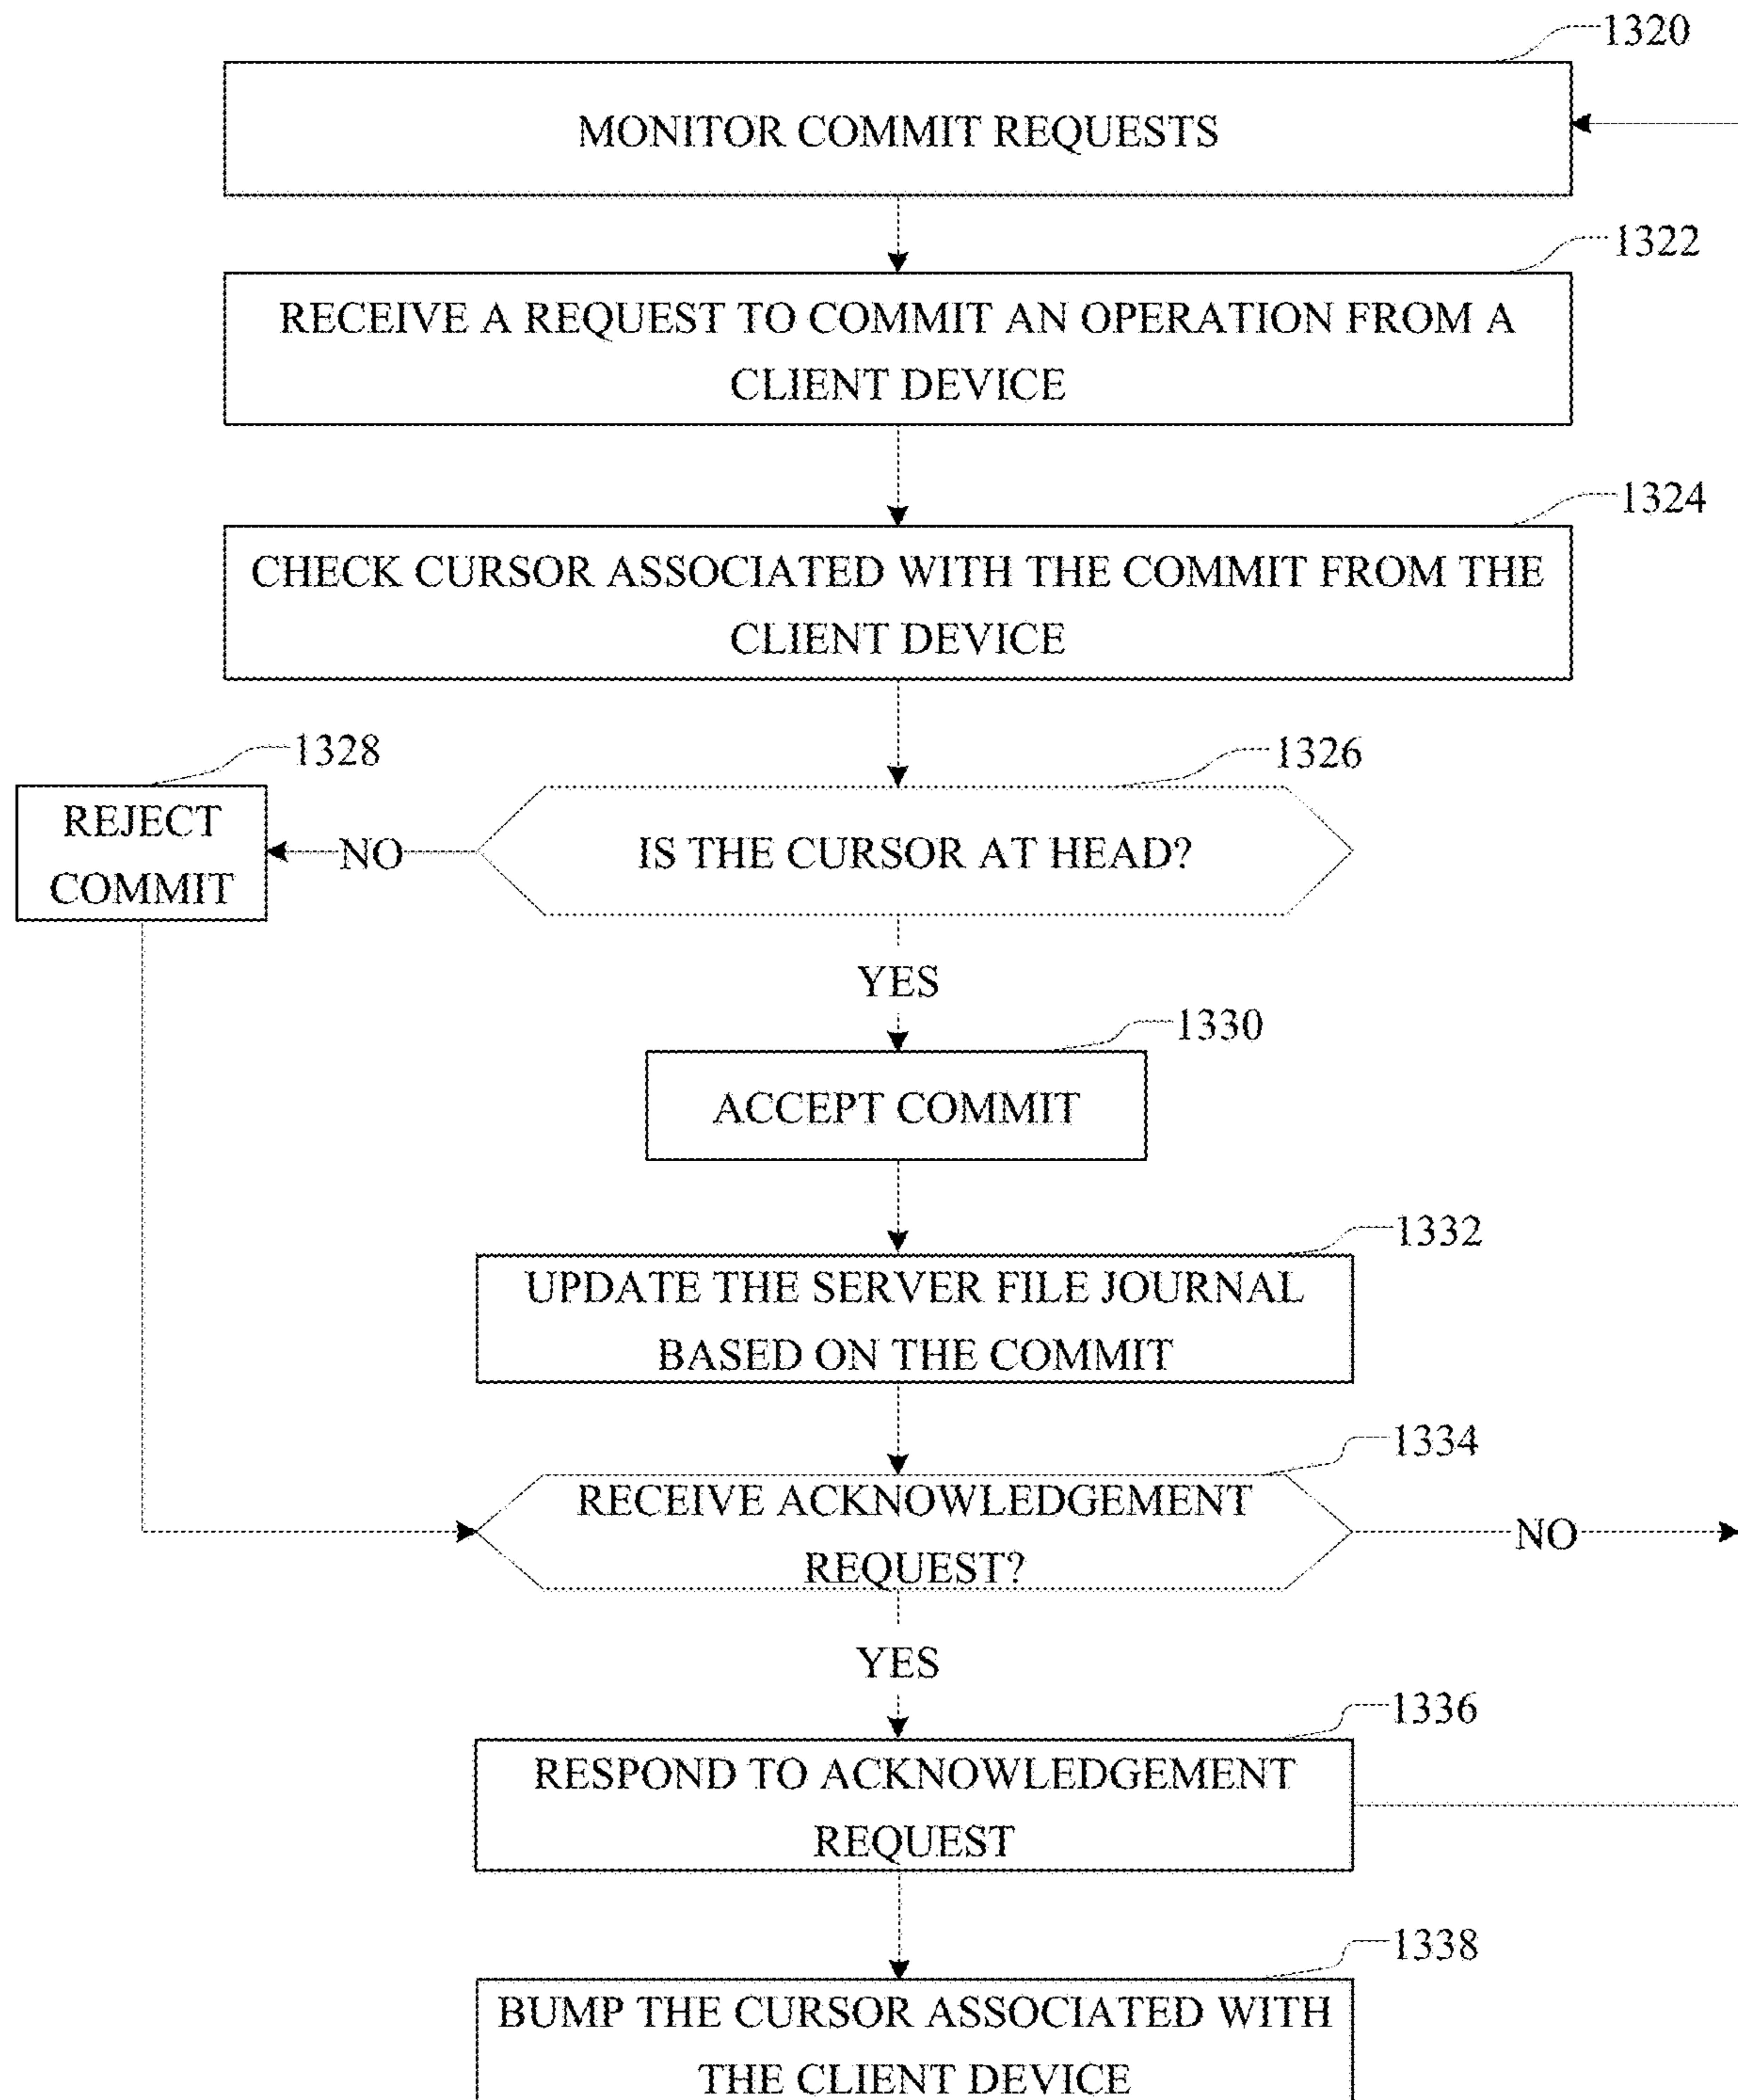 1320
MONITOR COMMIT REQUESTS
1322
RECEIVE A REQUEST TO COMMIT AN OPERATION FROM A
CLIENT DEVICE
1324
CHECK CURSOR ASSOCIATED WITH THE COMMIT FROM THE
CLIENT DEVICE
1328
1326
REJECT
COMMIT
NO
IS THE CURSOR AT HEAD?
YES
1330
ACCEPT COMMIT
1332
UPDATE THE SERVER FILE JOURNAL
BASED ON THE COMMIT
1334
RECEIVE ACKNOWLEDGEMENT
REQUEST?
NO
YES
1336
RESPOND TO ACKNOWLEDGEMENT
REQUEST
1338
BUMP THE CURSOR ASSOCIATED WITH
THE CLIENT DEVICE